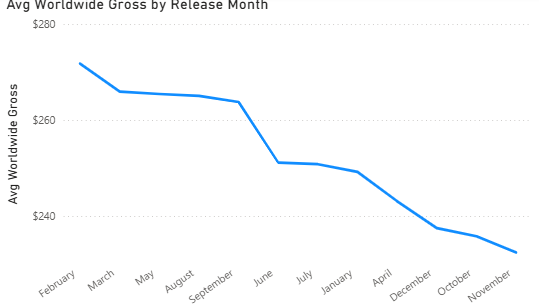 Avg Worldwide Gross by Release Month
$280
$260
$240
Avg Worldwide Gross
February
March
May
August
September
June
July
January
April
December
October
November